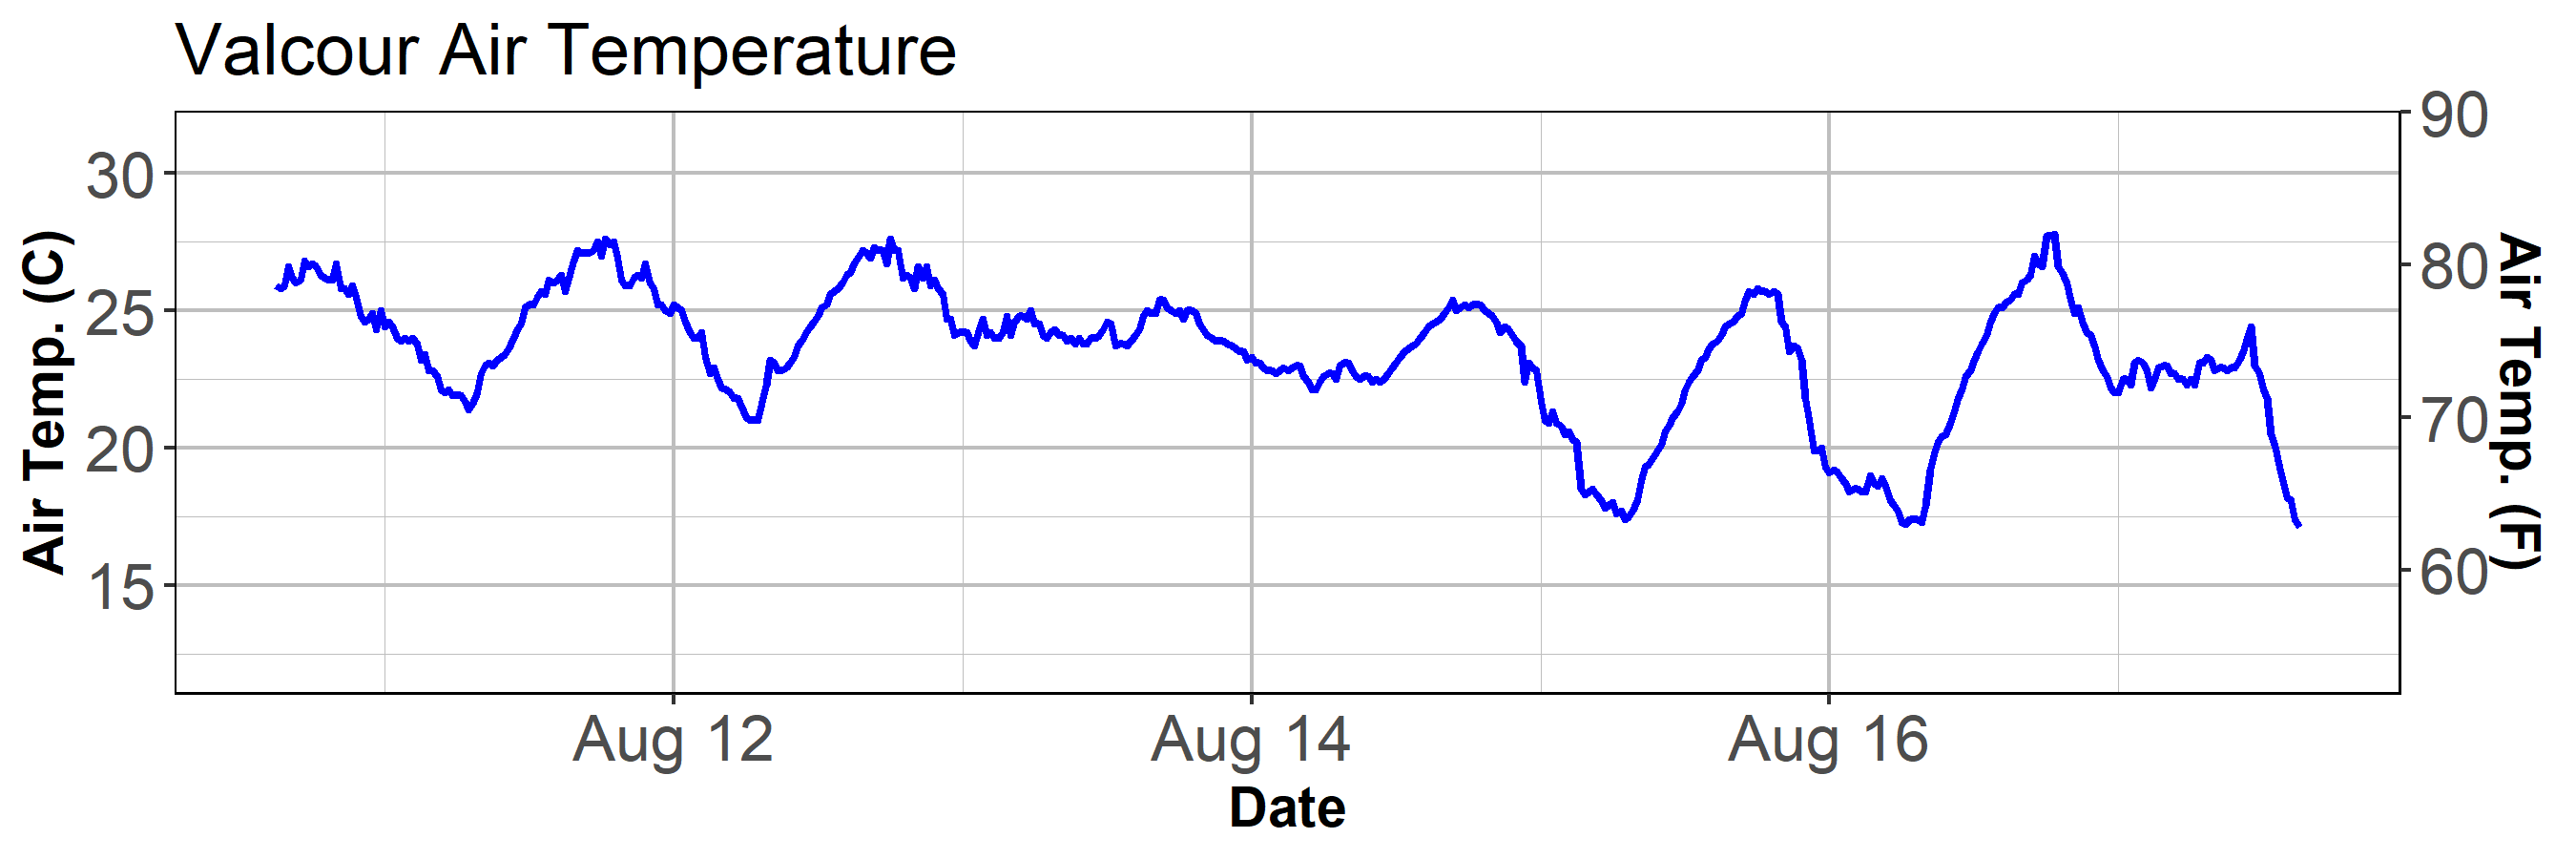 Valcour Air Temperature
Air Temp. (C)
30
25
20
15
90
80
70
60
Air Temp. (F)
Aug 12
Aug 14
Aug 16
Date